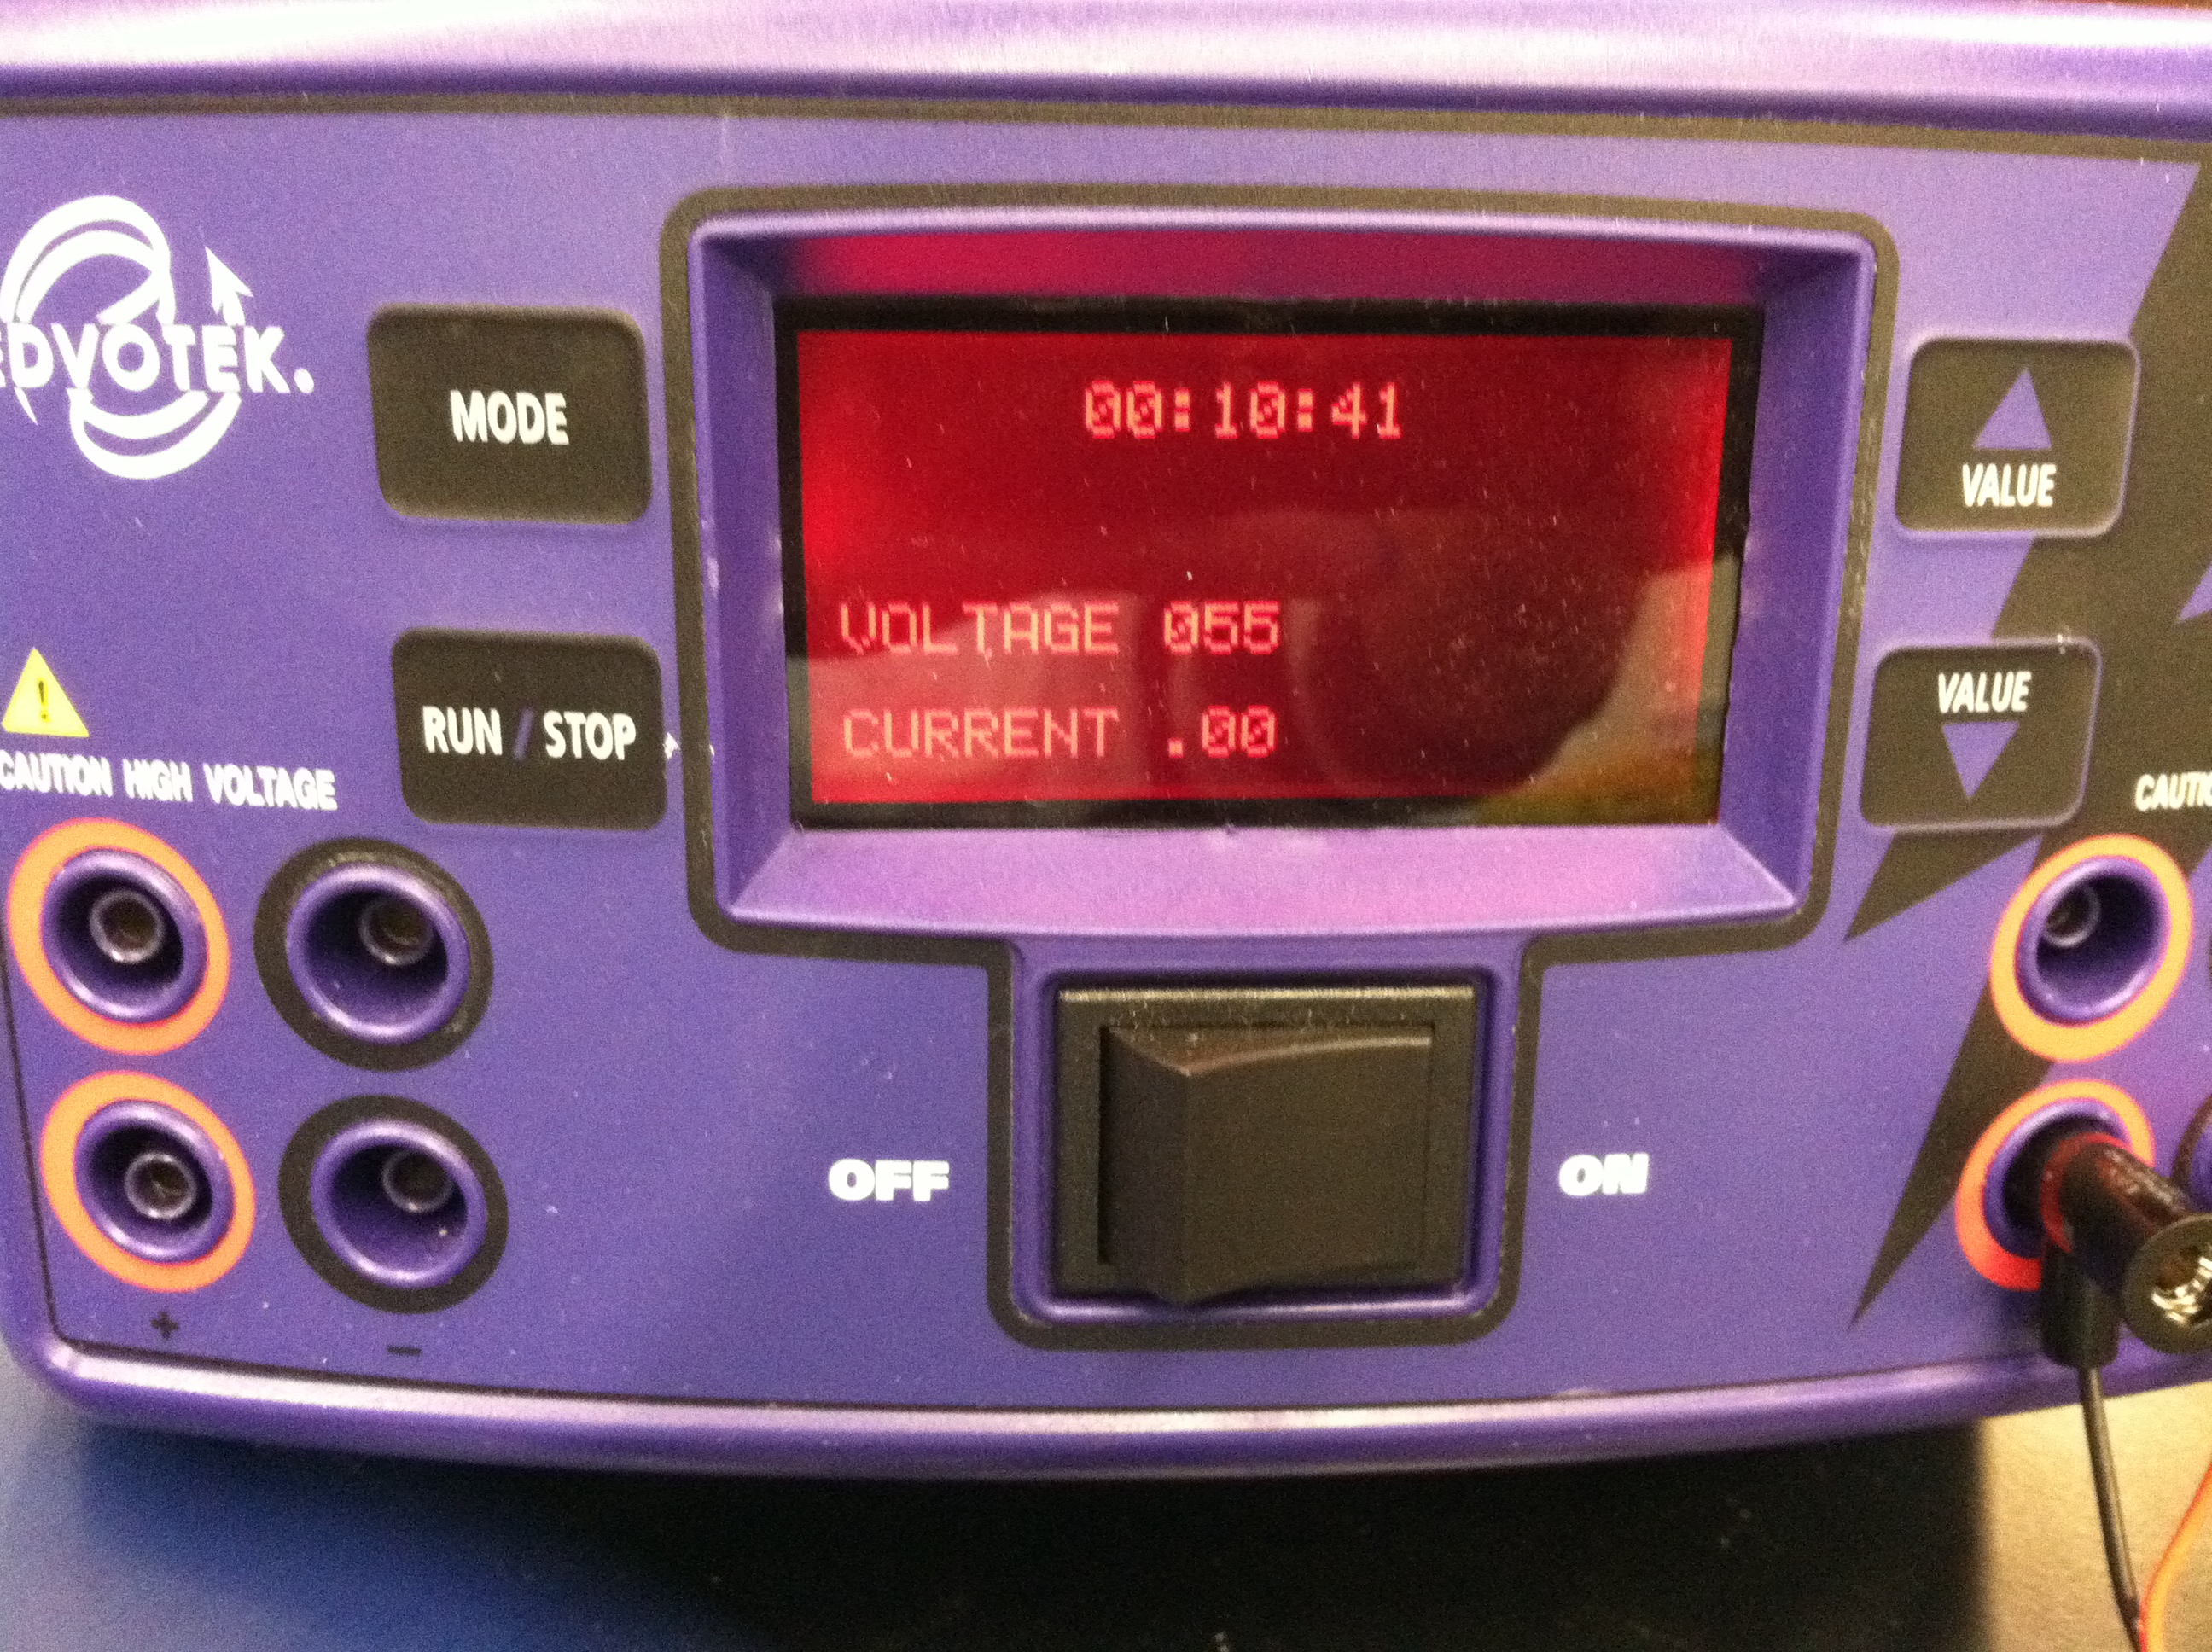 EDVOTEK.
MODE
00:10:41
VALUE
VOLTAGE 055
VALUE
RUN / STOP
CURRENT .00
!
CAUTION HIGH VOLTAGE
OFF
ON
+
–